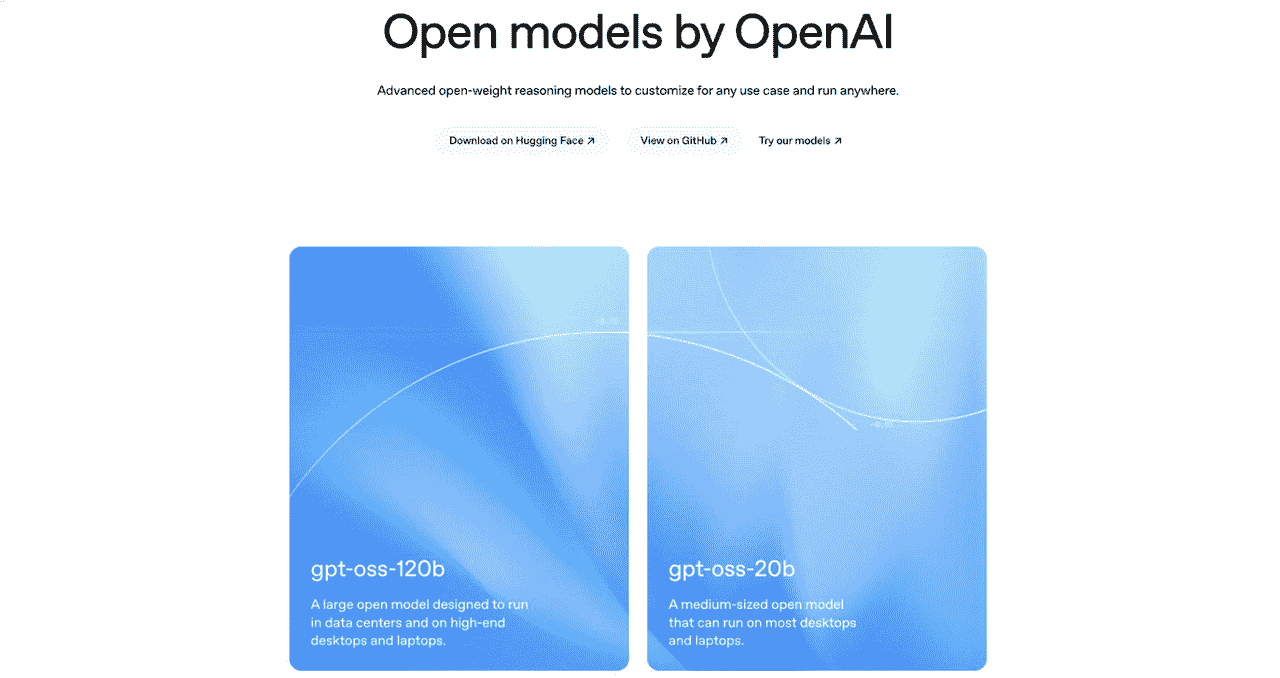 Open models by OpenAI
Advanced open-weight reasoning models to customize for any use case and run anywhere.
Download on Hugging Face ↗ View on GitHub ↗ Try our models ↗
gpt-oss-120b
A large open model designed to run
in data centers and on high-end
desktops and laptops.
gpt-oss-20b
A medium-sized open model
that can run on most desktops
and laptops.